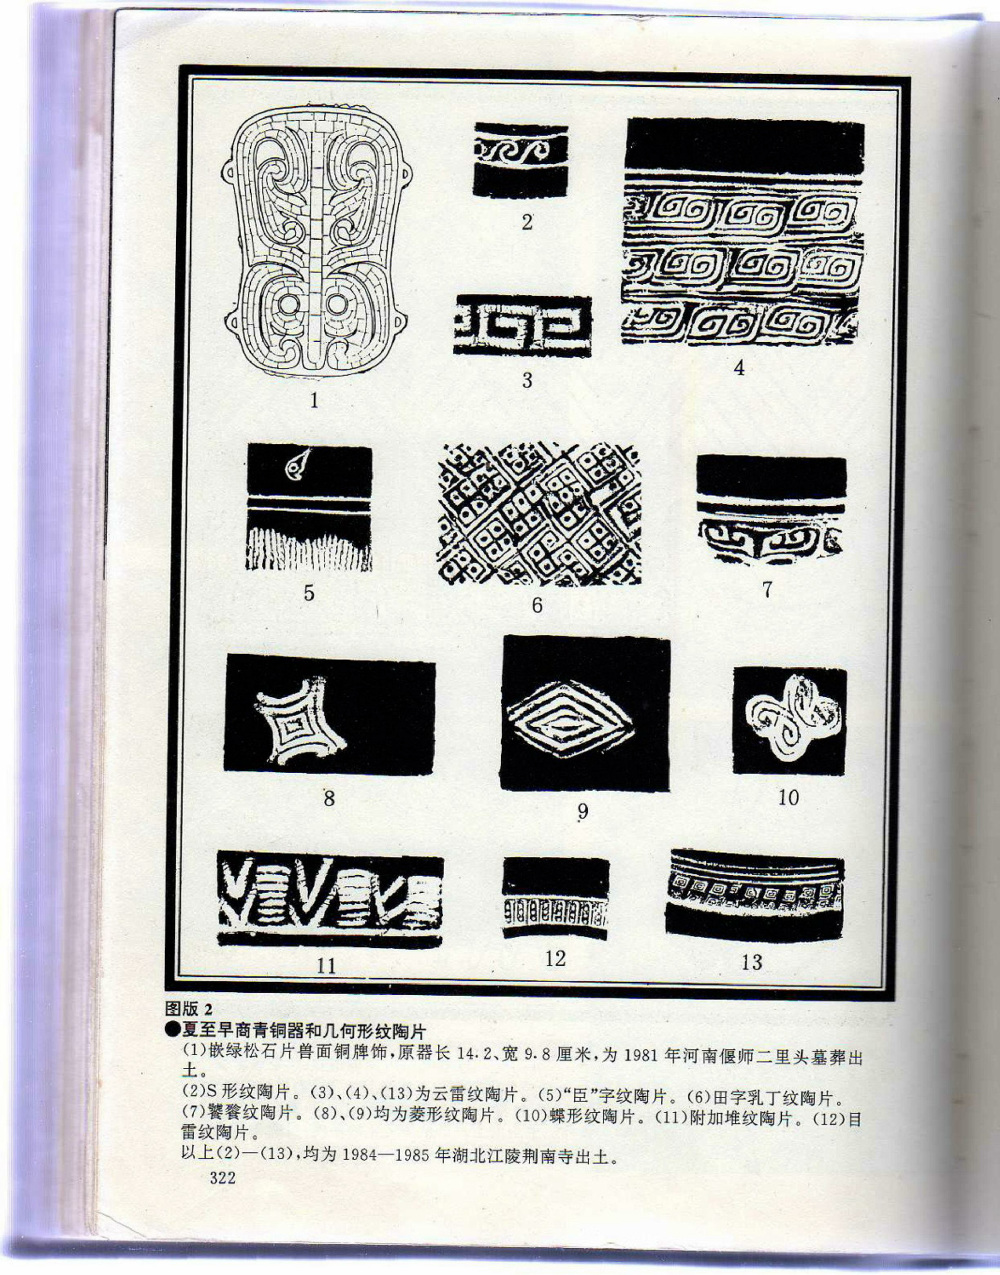 1
2
3
4
5
6
7
8
9
10
11
12
13
图版 2
●夏至早商青铜器和几何形纹陶片
(1)嵌绿松石片兽面铜牌饰,原器长 14.2、宽 9.8 厘米,为 1981 年河南偃师二里头墓葬出
土。
(2)S 形纹陶片。(3)、(4)、(13)为云雷纹陶片。(5)“臣”字纹陶片。(6)田字乳丁纹陶片。
(7)饕餮纹陶片。(8)、(9)均为菱形纹陶片。(10)蝶形纹陶片。(11)附加堆纹陶片。(12)目
雷纹陶片。
以上(2)—(13),均为 1984—1985 年湖北江陵荆南寺出土。
322